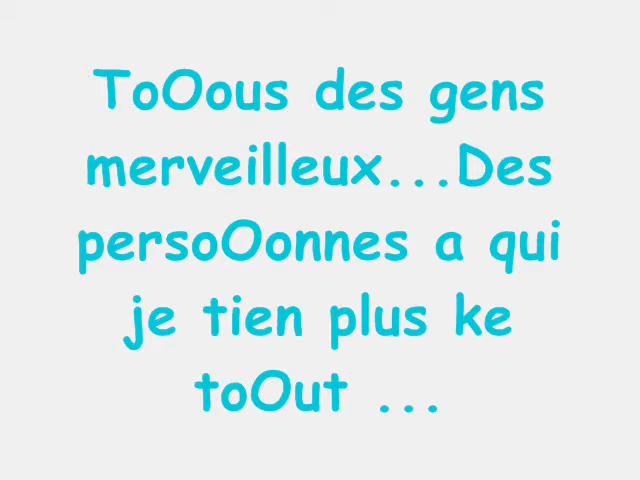 ToOous des gens
merveilleux...Des
persoOonnes a qui
je tien plus ke
toOut ...